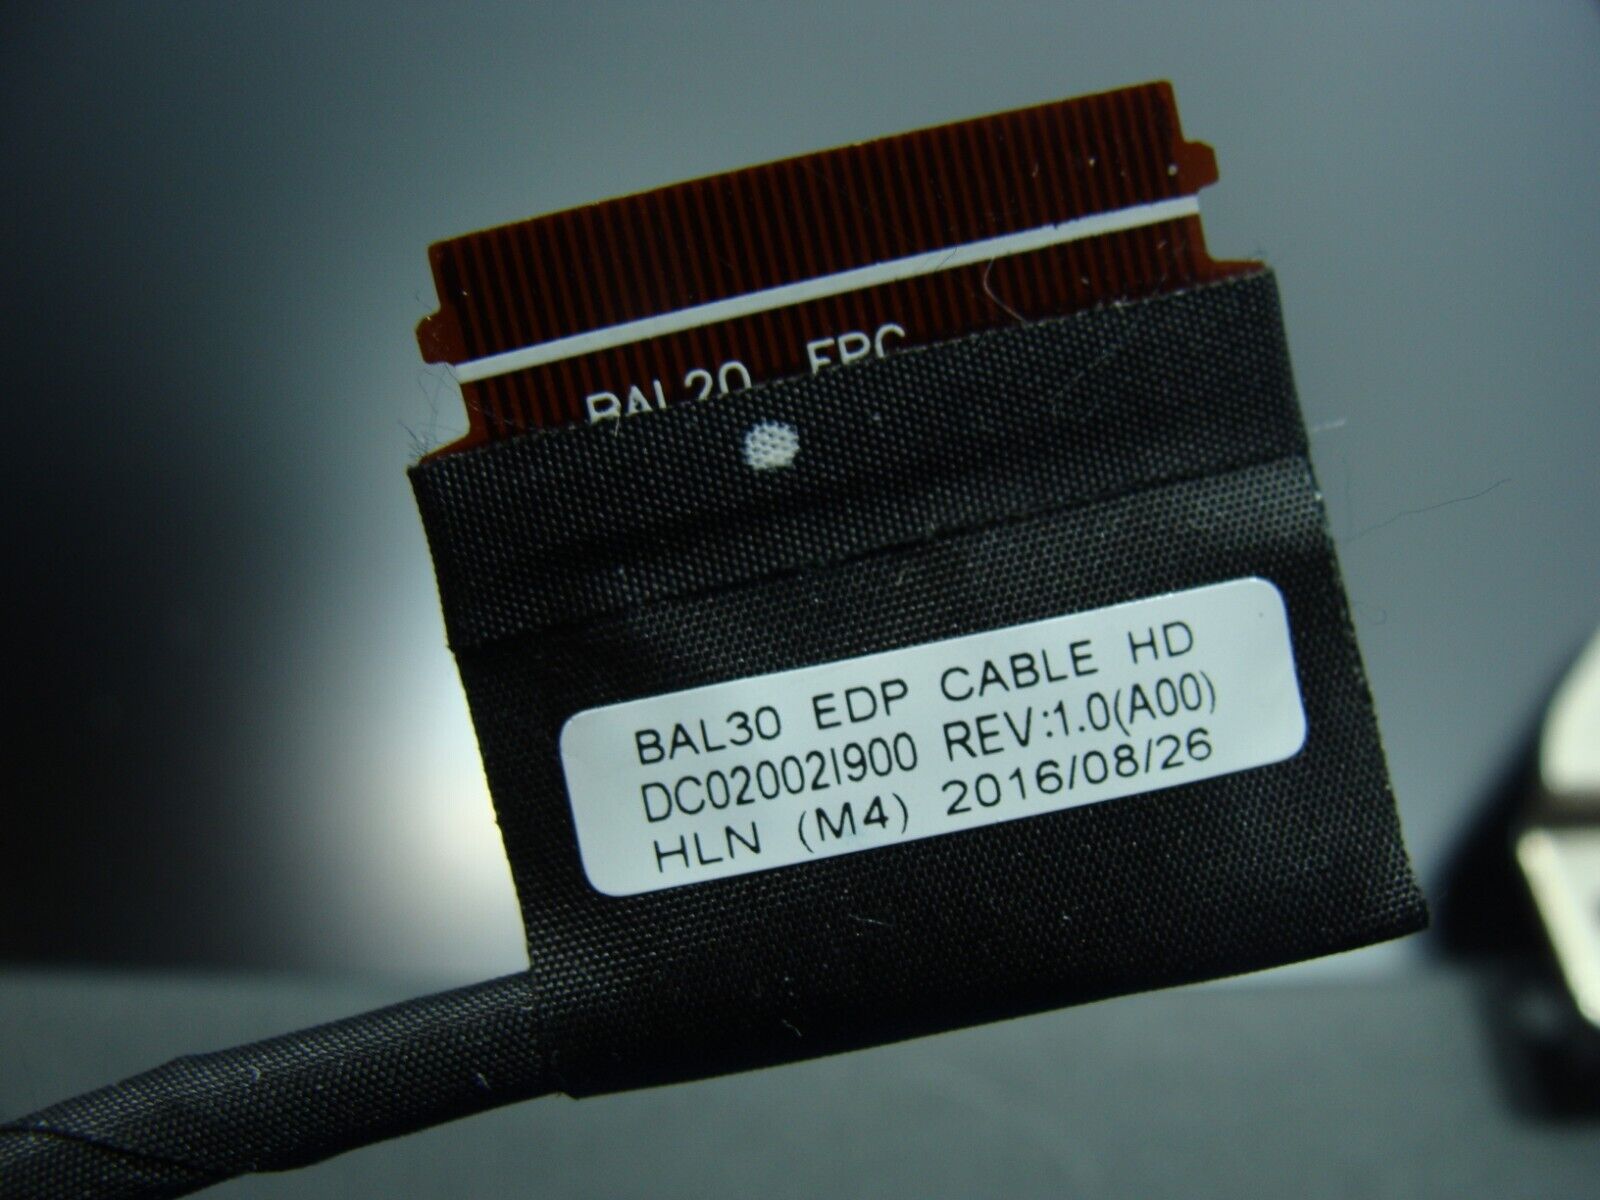 BAL20 FPC
BAL30 EDP CABLE HD
DC02002I900 REV:1.0(A00)
HLN (M4) 2016/08/26